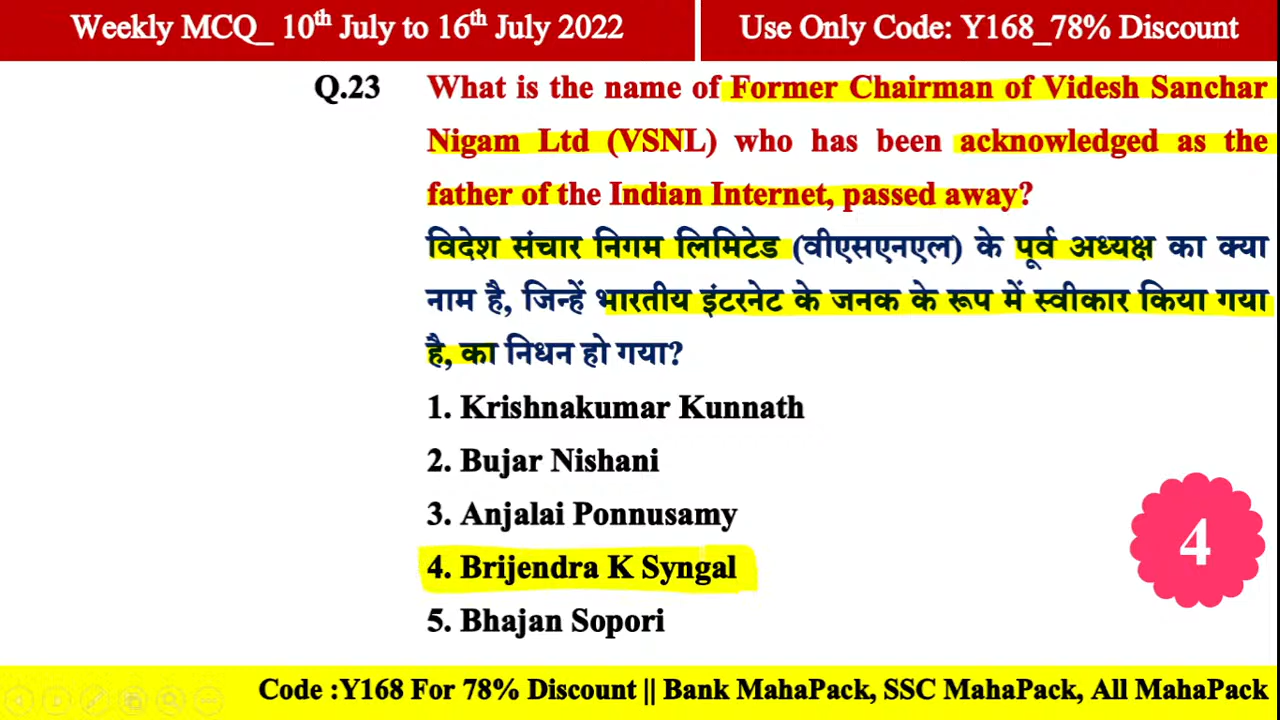 Weekly MCQ_ 10th July to 16th July 2022
Use Only Code: Y168_78% Discount
Q.23 What is the name of Former Chairman of Videsh Sanchar
Nigam Ltd (VSNL) who has been acknowledged as the
father of the Indian Internet, passed away?
विदेश संचार निगम लिमिटेड (वीएसएनएल) के पूर्व अध्यक्ष का क्या
नाम है, जिन्हें भारतीय इंटरनेट के जनक के रूप में स्वीकार किया गया
है, का निधन हो गया?
1. Krishnakumar Kunnath
2. Bujar Nishani
3. Anjalai Ponnusamy
4. Brijendra K Syngal
5. Bhajan Sopori
4
Code :Y168 For 78% Discount || Bank MahaPack, SSC MahaPack, All MahaPack